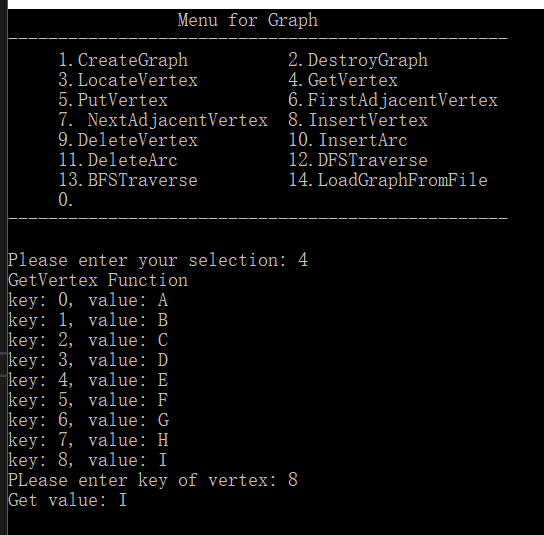 Menu for Graph
--------------------------------------------------
1.CreateGraph 2.DestroyGraph
3.LocateVertex 4.GetVertex
5.PutVertex 6.FirstAdjacentVertex
7. NextAdjacentVertex 8.InsertVertex
9.DeleteVertex 10.InsertArc
11.DeleteArc 12.DFSTraverse
13.BFSTraverse 14.LoadGraphFromFile
0.
--------------------------------------------------
Please enter your selection: 4
GetVertex Function
key: 0, value: A
key: 1, value: B
key: 2, value: C
key: 3, value: D
key: 4, value: E
key: 5, value: F
key: 6, value: G
key: 7, value: H
key: 8, value: I
PLease enter key of vertex: 8
Get value: I